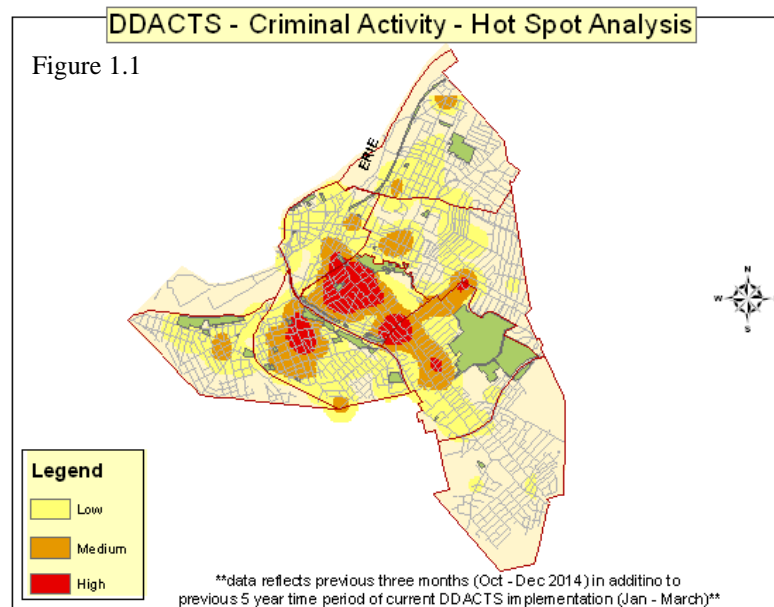 DDACTS - Criminal Activity - Hot Spot Analysis
Figure 1.1
ERIE
N
W
S
Legend
Low
Medium
High
**data reflects previous three months (Oct - Dec 2014) in additino to
previous 5 year time period of current DDACTS implementation (Jan - March)**